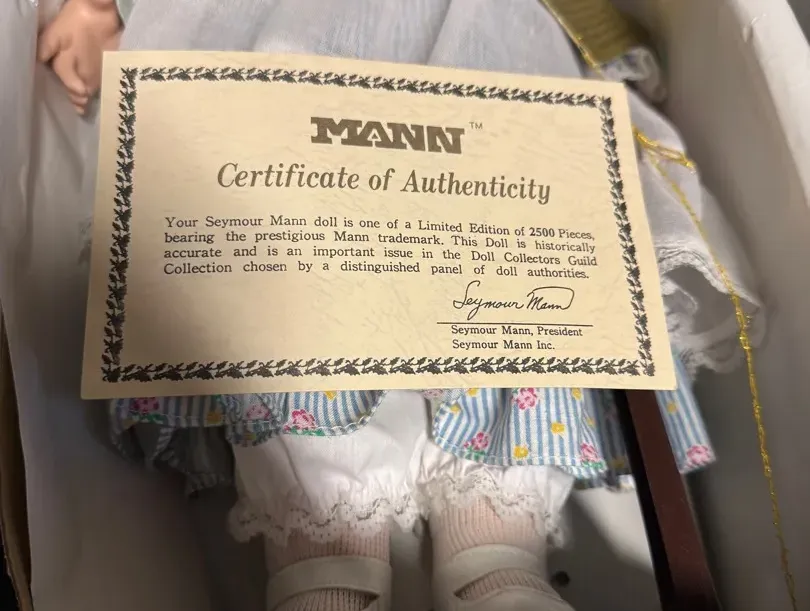 MANN™
Certificate of Authenticity
Your Seymour Mann doll is one of a Limited Edition of 2500 Pieces,
bearing the prestigious Mann trademark. This Doll is historically
accurate and is an important issue in the Doll Collectors Guild
Collection chosen by a distinguished panel of doll authorities.
Seymour Mann
Seymour Mann, President
Seymour Mann Inc.